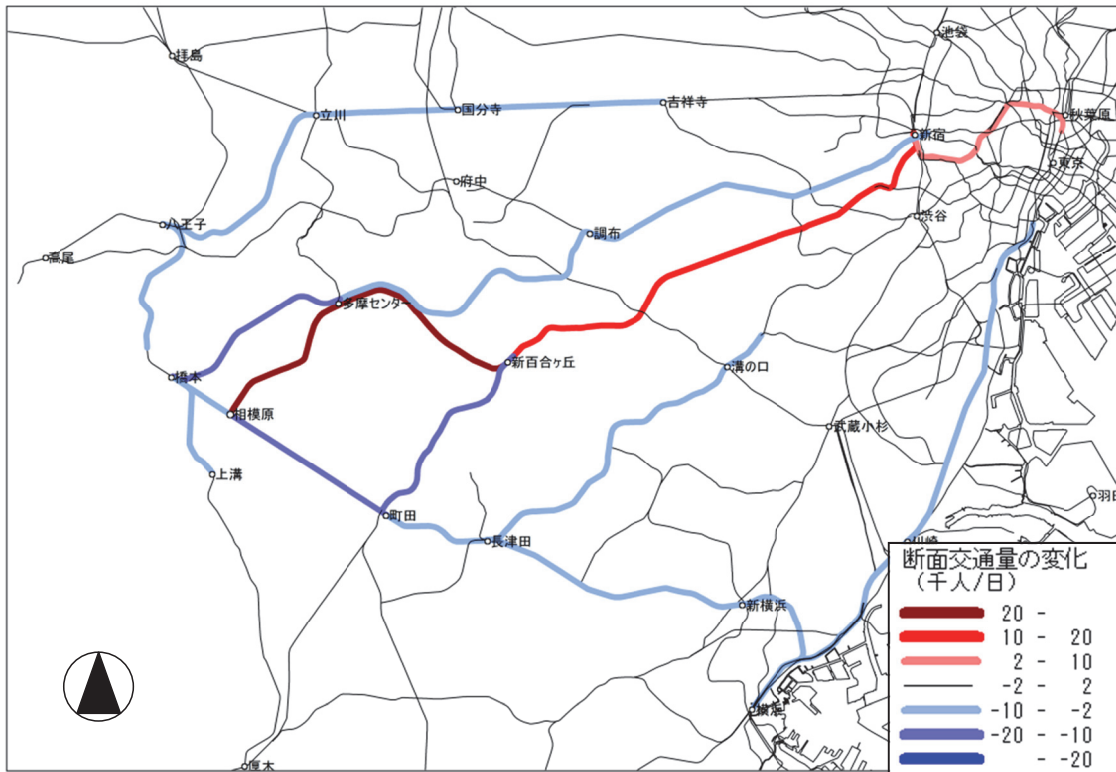 池袋
拝島
国分寺
吉祥寺
立川
秋葉原
新宿
東京
府中
渋谷
八王子
調布
高尾
多摩センター
新百合ヶ丘
溝の口
橋本
相模原
武蔵小杉
上溝
町田
長津田
川崎
新横浜
横浜
厚木
断面交通量の変化
(千人/日)
20 -
10 - 20
2 - 10
-2 - 2
-10 - -2
-20 - -10
- -20